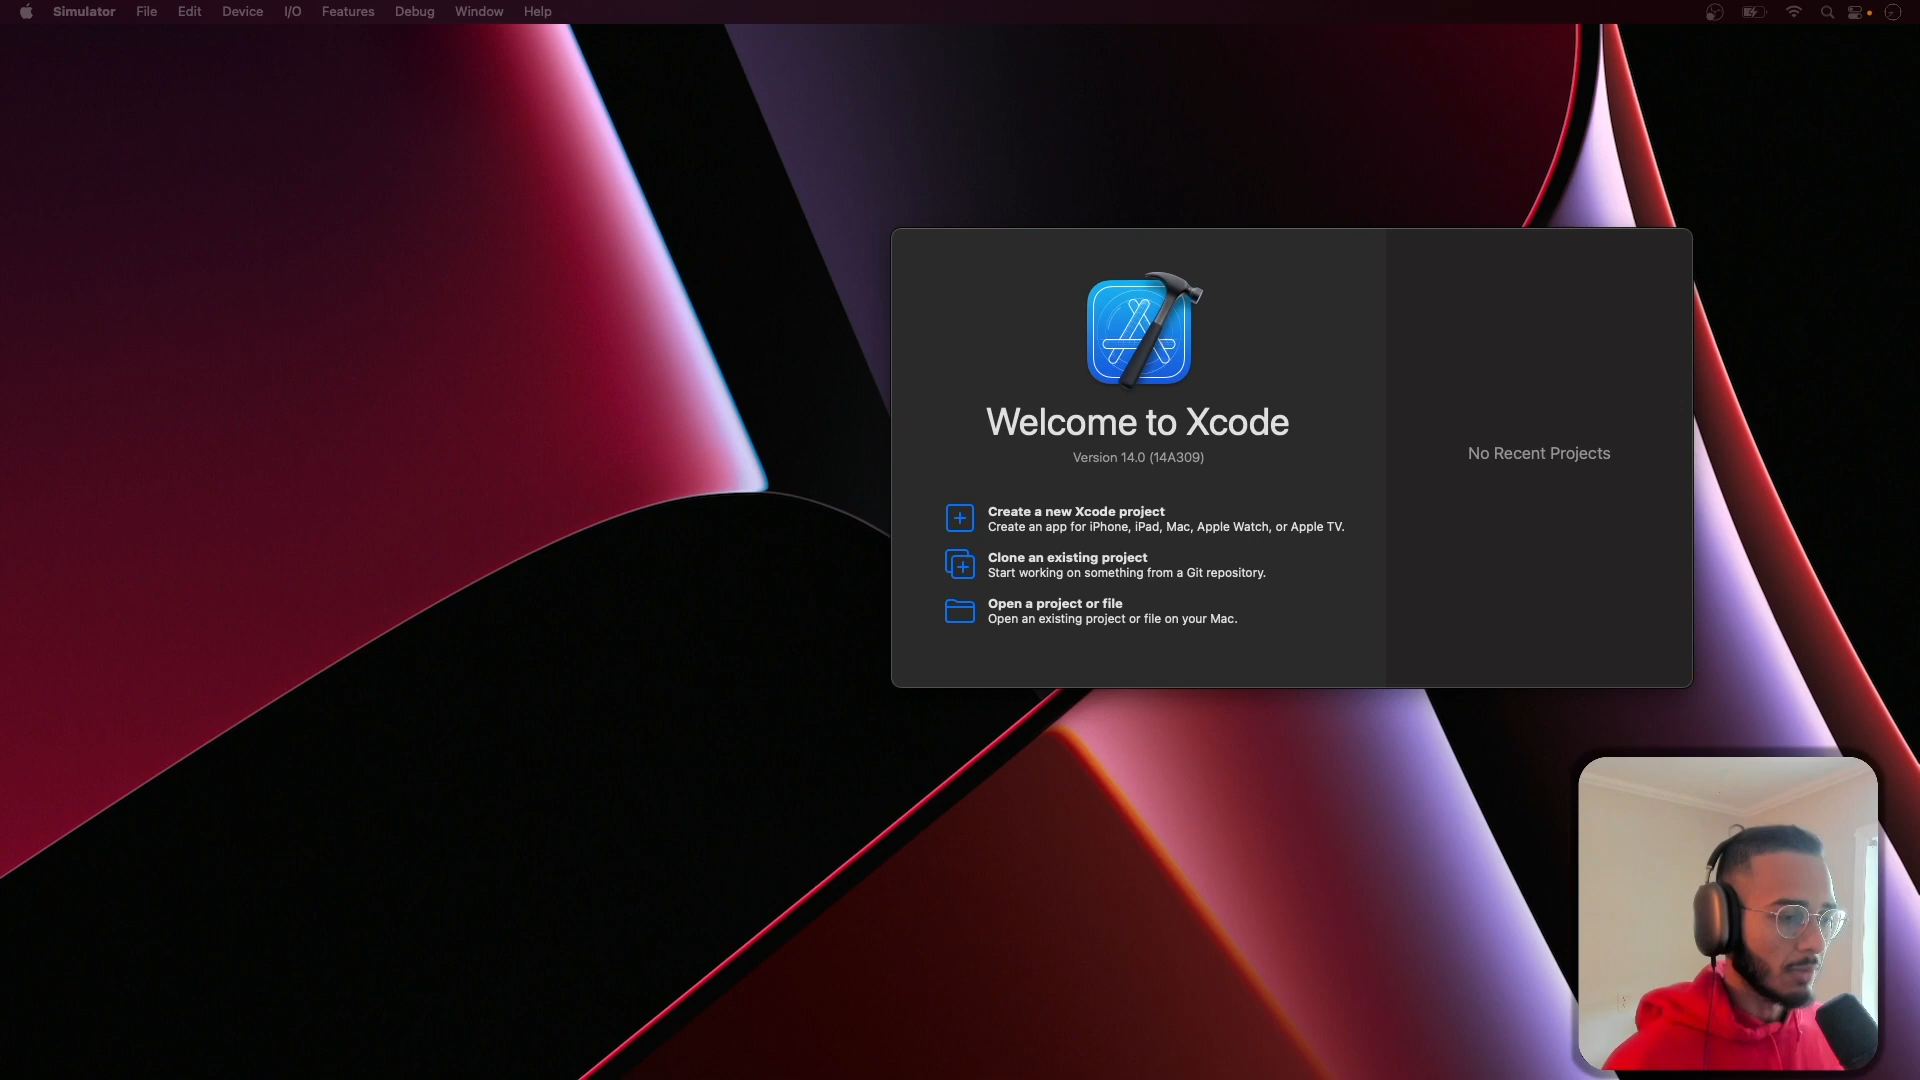 Simulator File Edit Device I/O Features Debug Window Help
Welcome to Xcode
Version 14.0 (14A309)
Create a new Xcode project
Create an app for iPhone, iPad, Mac, Apple Watch, or Apple TV.
Clone an existing project
Start working on something from a Git repository.
Open a project or file
Open an existing project or file on your Mac.
No Recent Projects